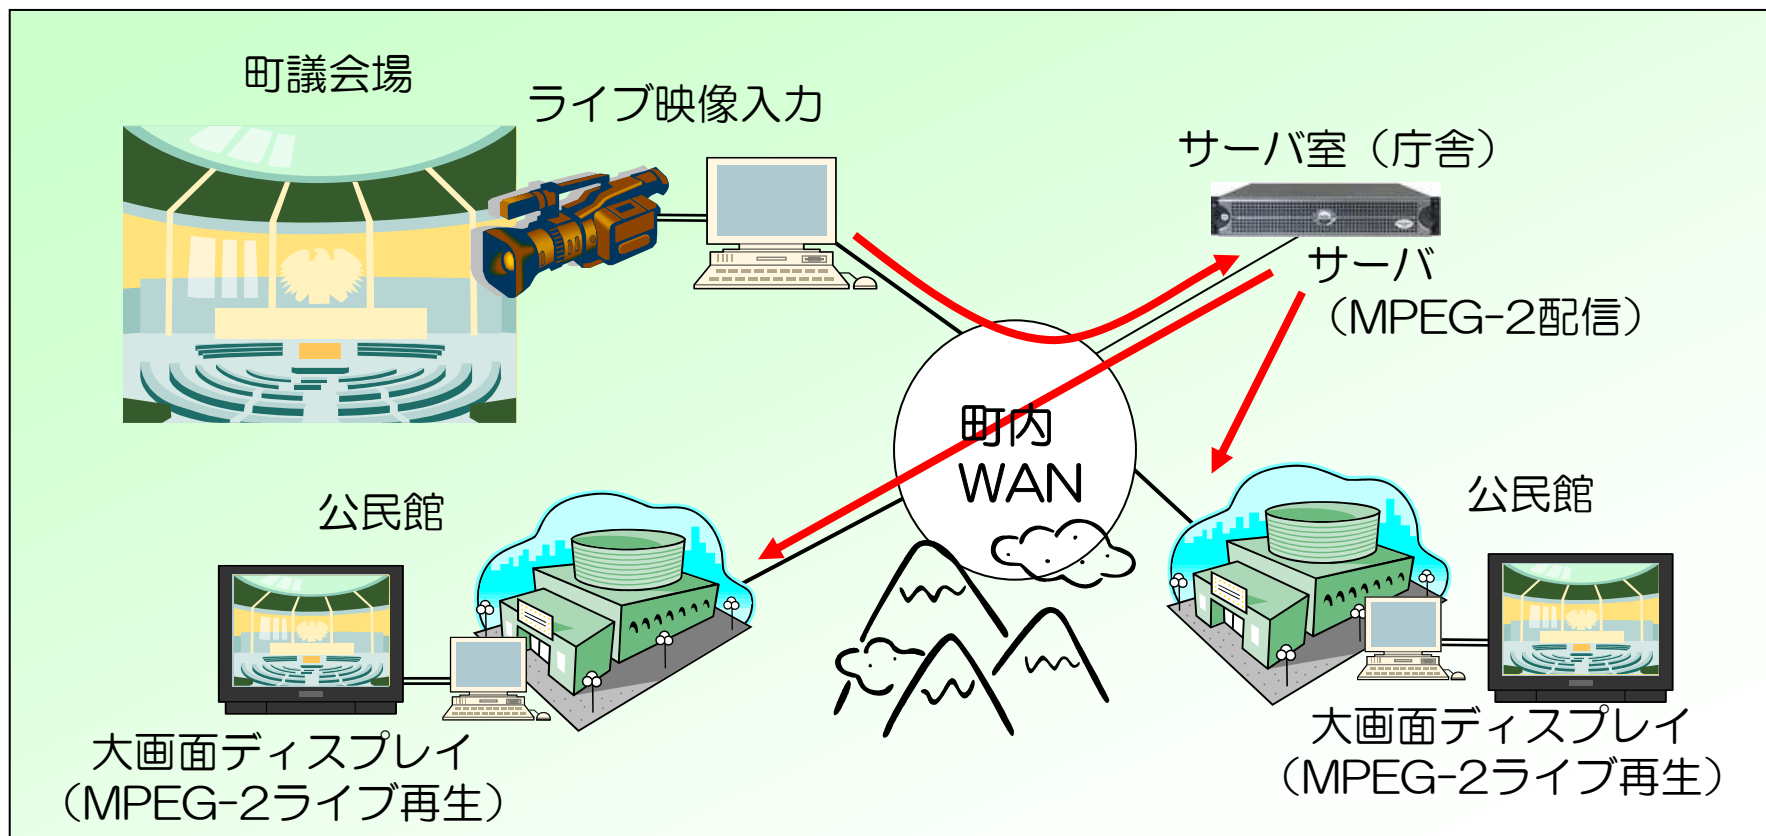 町議会場
ライブ映像入力
サーバ室（庁舎）
サーバ
（MPEG-2配信）
町内
WAN
公民館
公民館
大画面ディスプレイ
（MPEG-2ライブ再生）
大画面ディスプレイ
（MPEG-2ライブ再生）